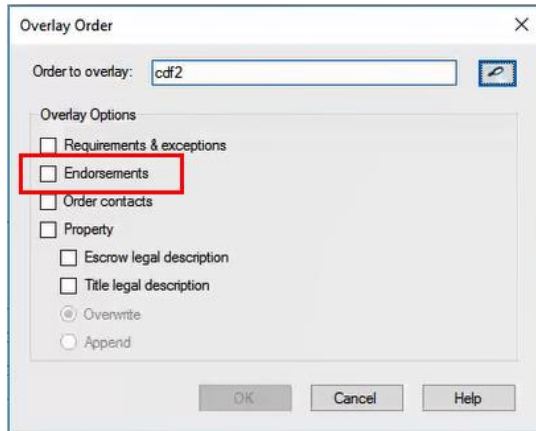 Overlay Order
Order to overlay: cdf2
Overlay Options
Requirements & exceptions
Endorsements
Order contacts
Property
Escrow legal description
Title legal description
Overwrite
Append
OK Cancel Help